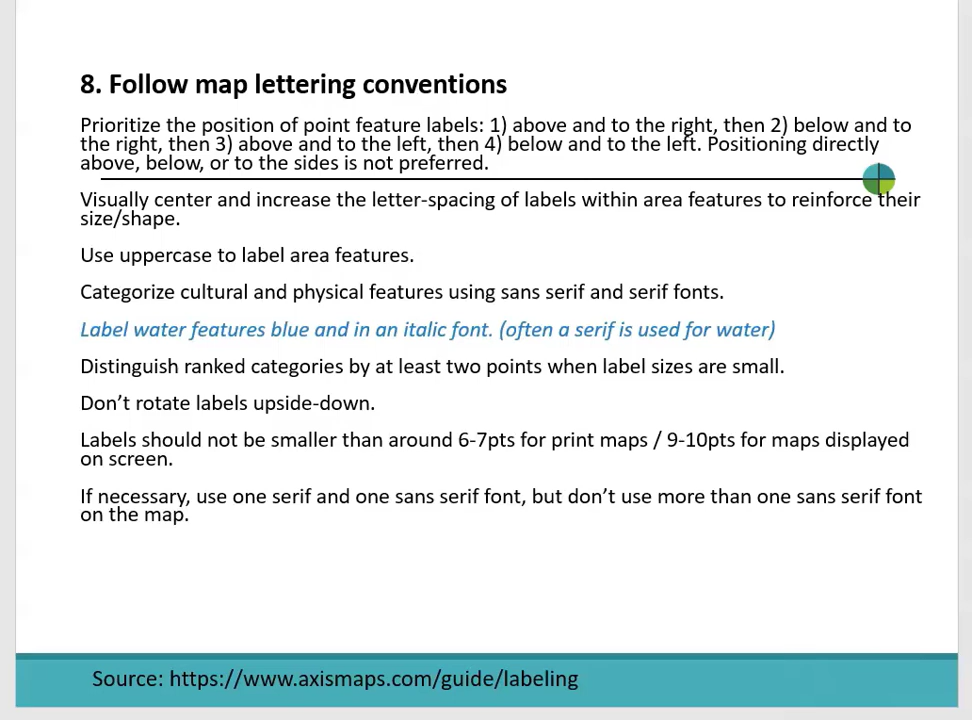 8. Follow map lettering conventions
Prioritize the position of point feature labels: 1) above and to the right, then 2) below and to
the right, then 3) above and to the left, then 4) below and to the left. Positioning directly
above, below, or to the sides is not preferred.
Visually center and increase the letter-spacing of labels within area features to reinforce their
size/shape.
Use uppercase to label area features.
Categorize cultural and physical features using sans serif and serif fonts.
Label water features blue and in an italic font. (often a serif is used for water)
Distinguish ranked categories by at least two points when label sizes are small.
Don’t rotate labels upside-down.
Labels should not be smaller than around 6-7pts for print maps / 9-10pts for maps displayed
on screen.
If necessary, use one serif and one sans serif font, but don’t use more than one sans serif font
on the map.
Source: https://www.axismaps.com/guide/labeling